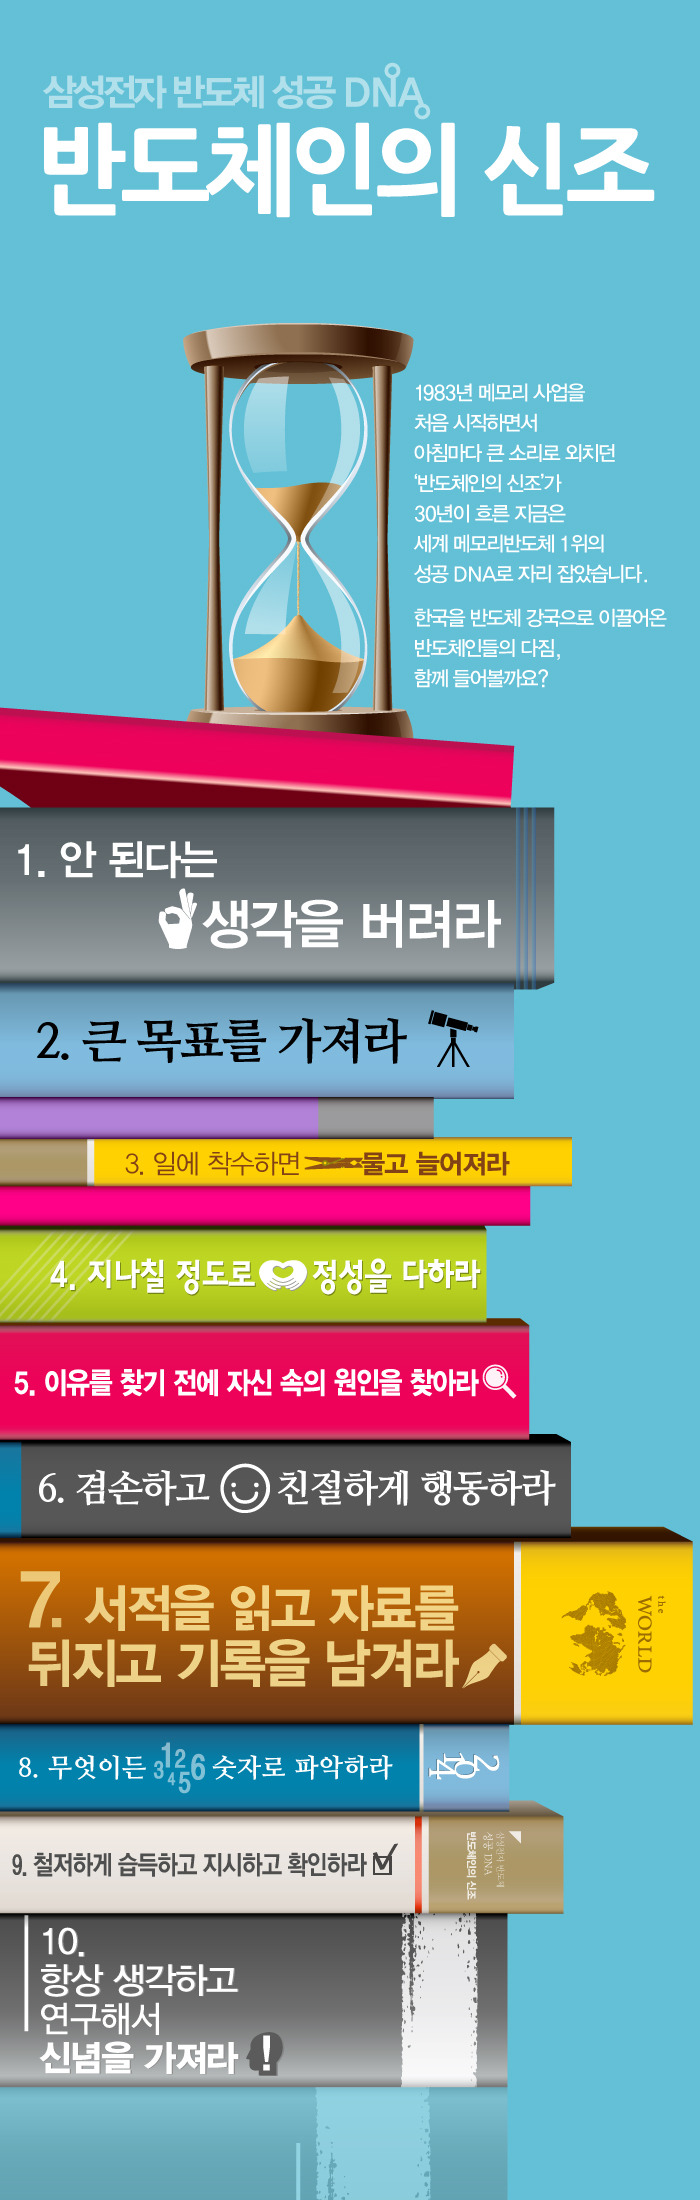 삼성전자 반도체 성공 DNA
반도체인의 신조
1983년 메모리 사업을
처음 시작하면서
아침마다 큰 소리로 외치던
‘반도체인의 신조’가
30년이 흐른 지금은
세계 메모리반도체 1위의
성공 DNA로 자리 잡았습니다.
한국을 반도체 강국으로 이끌어온
반도체인들의 다짐,
함께 들어볼까요?
1. 안 된다는
생각을 버려라
2. 큰 목표를 가져라
3. 일에 착수하면 물고 늘어져라
4. 지나칠 정도로 정성을 다하라
5. 이유를 찾기 전에 자신 속의 원인을 찾아라
6. 겸손하고 친절하게 행동하라
7. 서적을 읽고 자료를
뒤지고 기록을 남겨라
the
WORLD
8. 무엇이든 312456 숫자로 파악하라
2014
9. 철저하게 습득하고 지시하고 확인하라
삼성전자 반도체
성공 DNA
반도체인의 신조
10.
항상 생각하고
연구해서
신념을 가져라